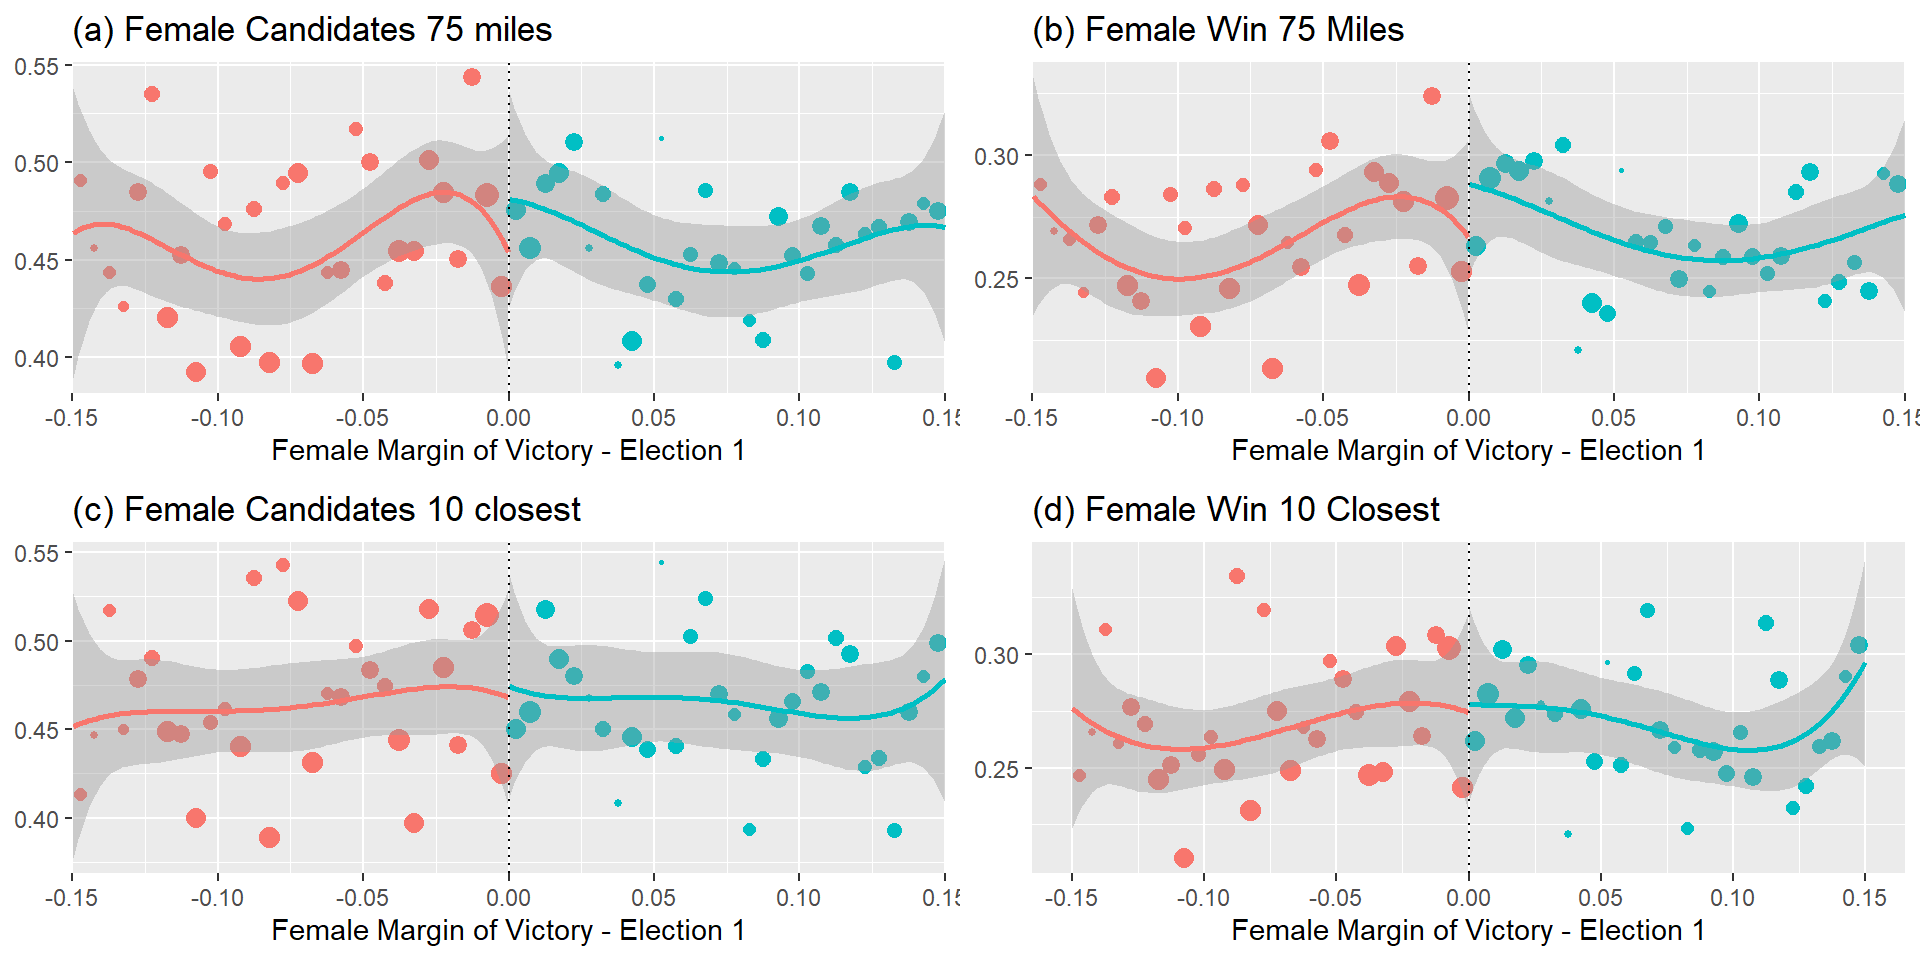 (a) Female Candidates 75 miles
0.55
0.50
0.45
0.40
-0.15 -0.10 -0.05 0.00 0.05 0.10 0.15
Female Margin of Victory - Election 1
(b) Female Win 75 Miles
0.30
0.25
-0.15 -0.10 -0.05 0.00 0.05 0.10 0.15
Female Margin of Victory - Election 1
(c) Female Candidates 10 closest
0.55
0.50
0.45
0.40
-0.15 -0.10 -0.05 0.00 0.05 0.10 0.15
Female Margin of Victory - Election 1
(d) Female Win 10 Closest
0.30
0.25
-0.15 -0.10 -0.05 0.00 0.05 0.10 0.15
Female Margin of Victory - Election 1